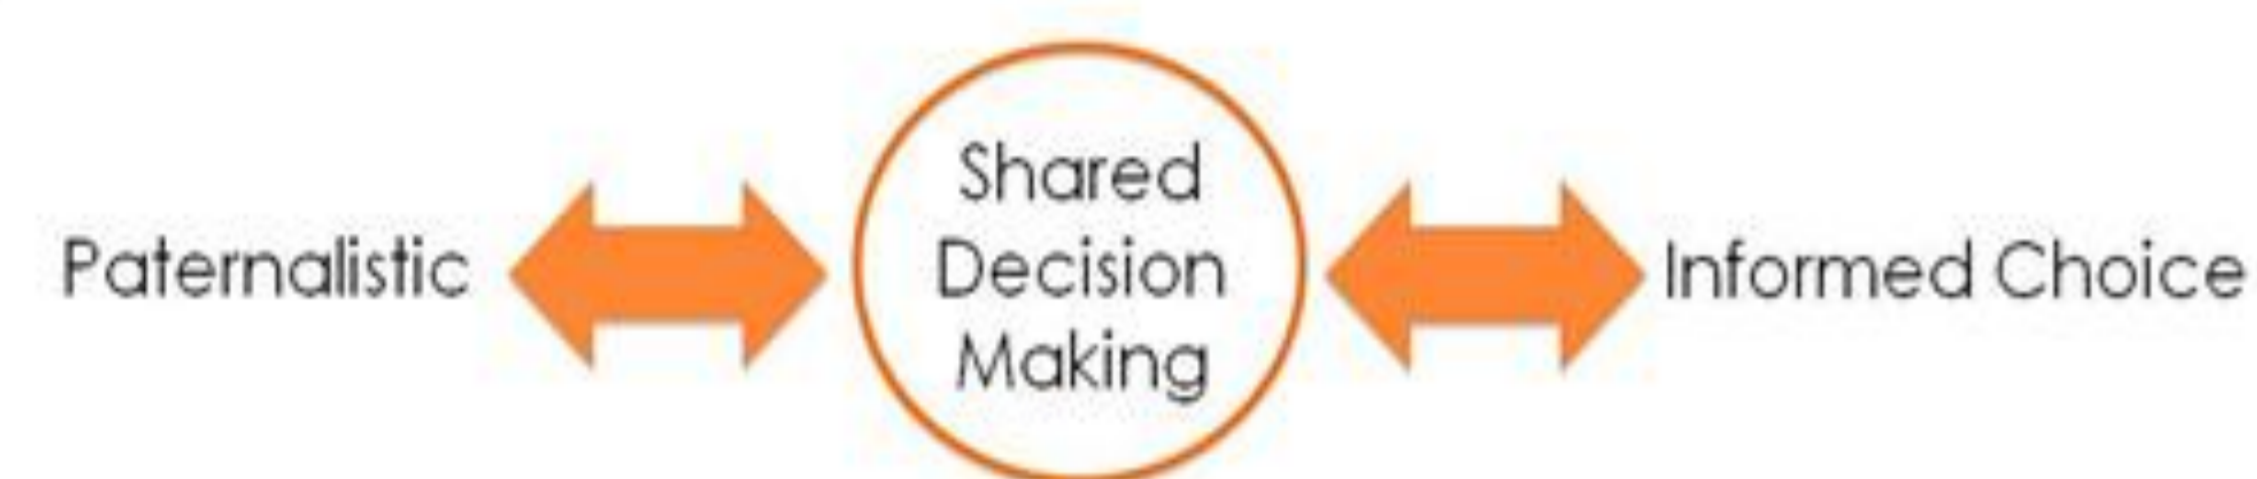 Paternalistic
Shared
Decision
Making
Informed Choice